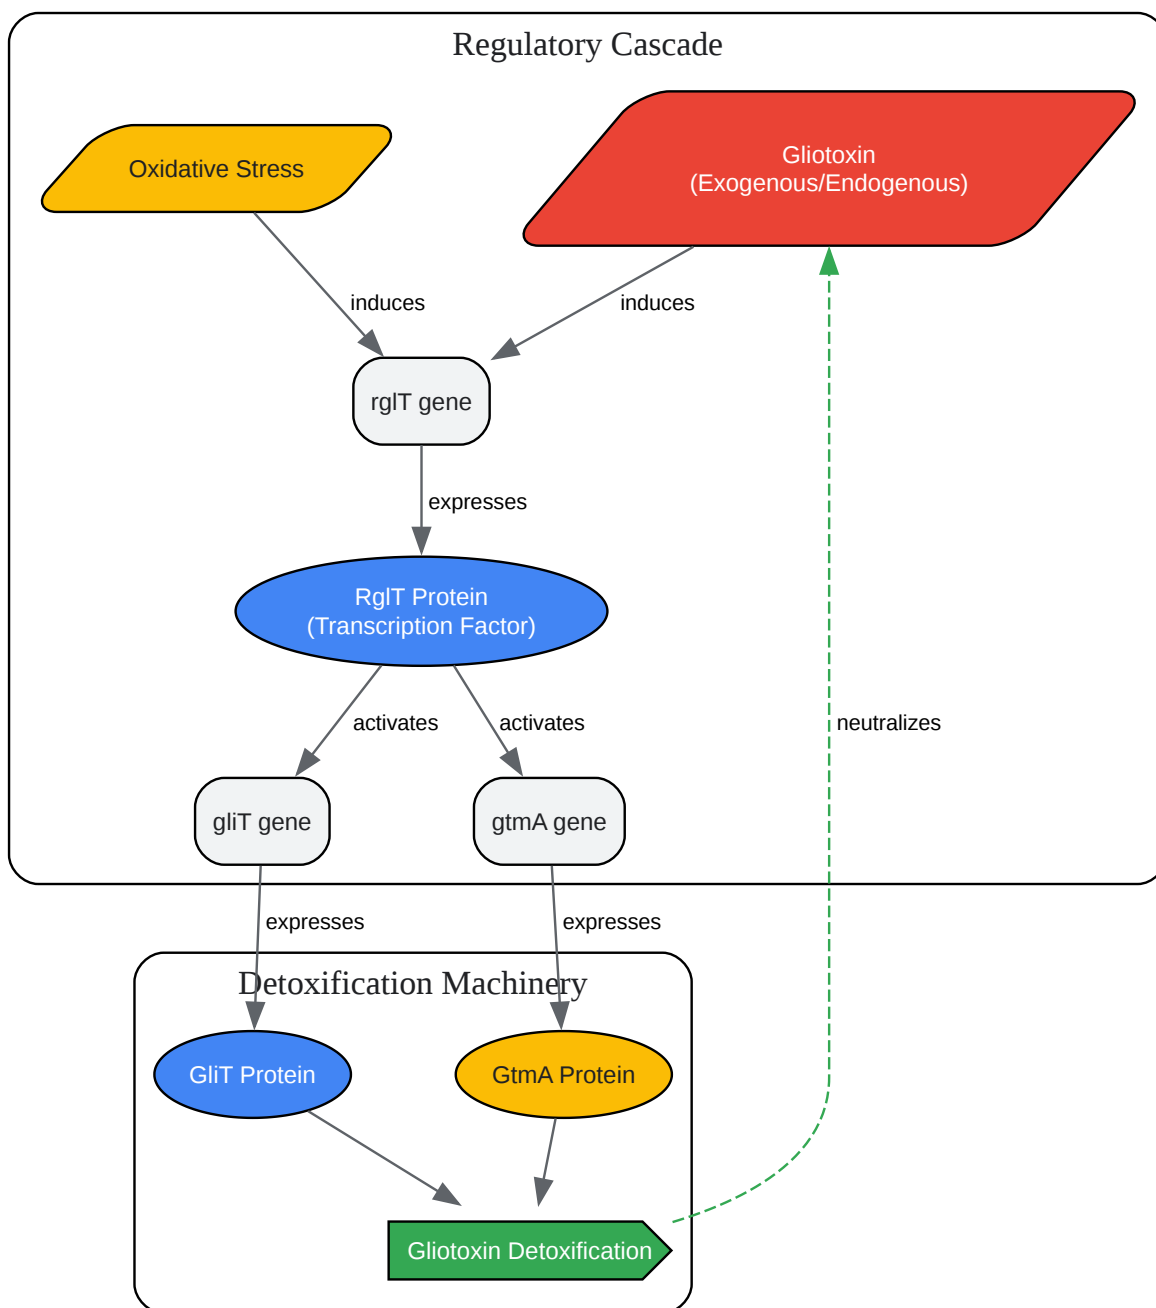 Regulatory Cascade
Oxidative Stress
Gliotoxin
(Exogenous/Endogenous)
induces
induces
rglT gene
expresses
RglT Protein
(Transcription Factor)
activates
activates
neutralizes
gliT gene
gtmA gene
expresses
expresses
Detoxification Machinery
GliT Protein
GtmA Protein
Gliotoxin Detoxification